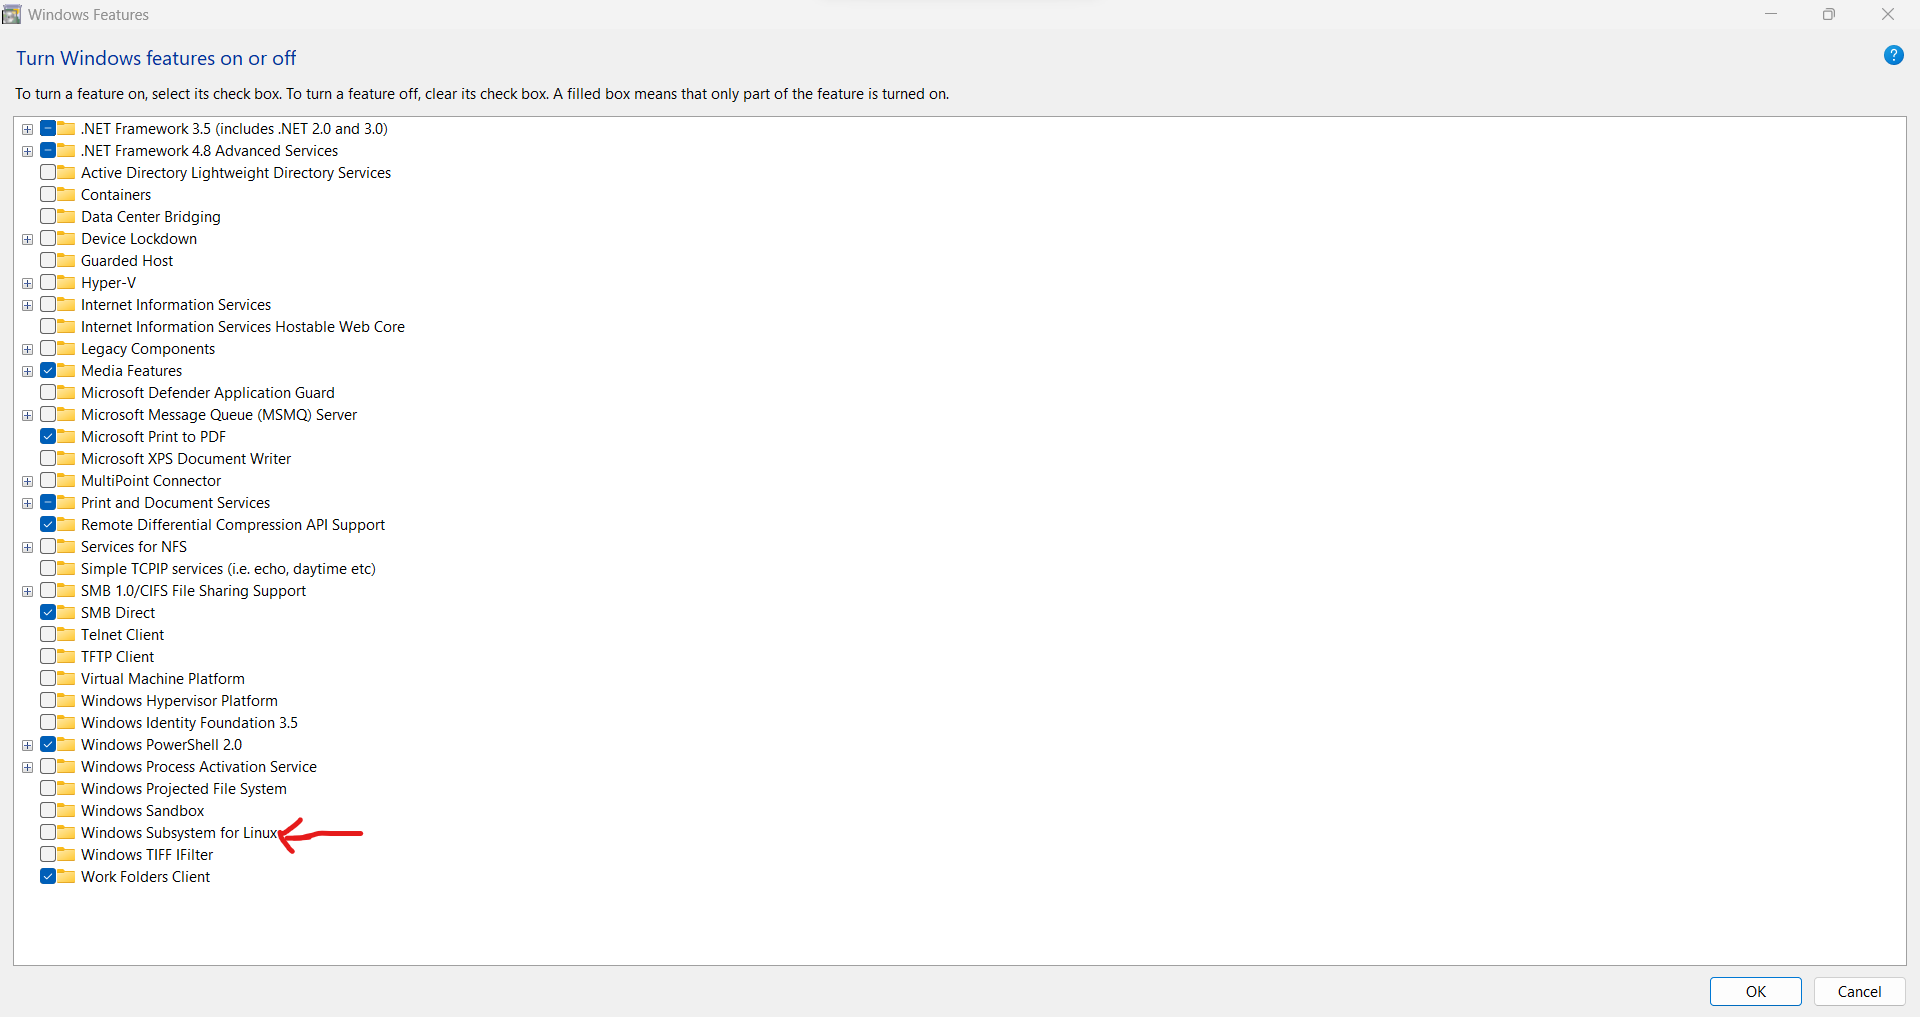 Windows Features
Turn Windows features on or off
?
To turn a feature on, select its check box. To turn a feature off, clear its check box. A filled box means that only part of the feature is turned on.
.NET Framework 3.5 (includes .NET 2.0 and 3.0)
.NET Framework 4.8 Advanced Services
Active Directory Lightweight Directory Services
Containers
Data Center Bridging
Device Lockdown
Guarded Host
Hyper-V
Internet Information Services
Internet Information Services Hostable Web Core
Legacy Components
Media Features
Microsoft Defender Application Guard
Microsoft Message Queue (MSMQ) Server
Microsoft Print to PDF
Microsoft XPS Document Writer
MultiPoint Connector
Print and Document Services
Remote Differential Compression API Support
Services for NFS
Simple TCPIP services (i.e. echo, daytime etc)
SMB 1.0/CIFS File Sharing Support
SMB Direct
Telnet Client
TFTP Client
Virtual Machine Platform
Windows Hypervisor Platform
Windows Identity Foundation 3.5
Windows PowerShell 2.0
Windows Process Activation Service
Windows Projected File System
Windows Sandbox
Windows Subsystem for Linux
Windows TIFF IFilter
Work Folders Client
OK Cancel